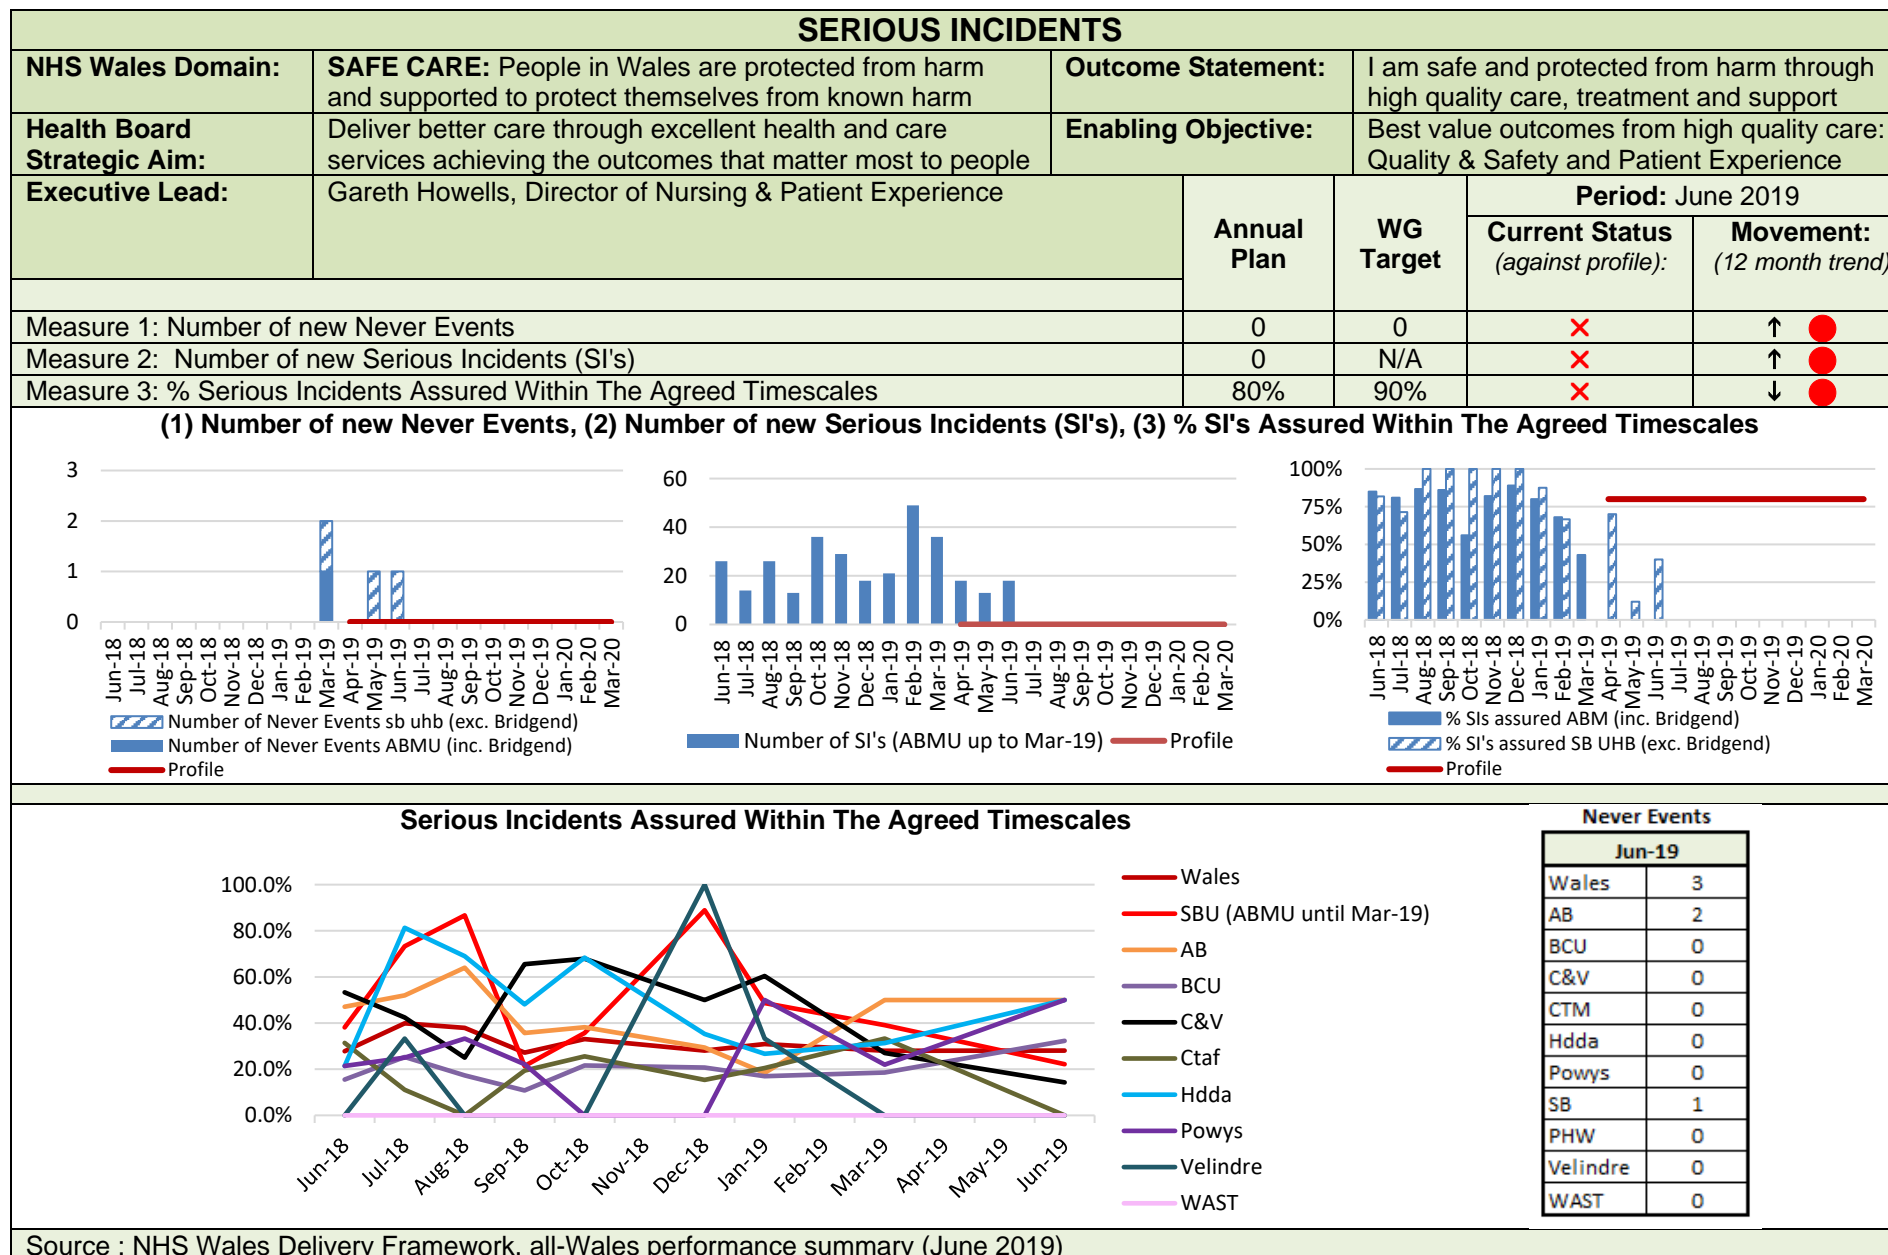 SERIOUS INCIDENTS
NHS Wales Domain:
SAFE CARE: People in Wales are protected from harm
and supported to protect themselves from known harm
Outcome Statement:
I am safe and protected from harm through
high quality care, treatment and support
Health Board
Strategic Aim:
Deliver better care through excellent health and care
services achieving the outcomes that matter most to people
Enabling Objective:
Best value outcomes from high quality care:
Quality & Safety and Patient Experience
Executive Lead:
Gareth Howells, Director of Nursing & Patient Experience
Annual
Plan
WG
Target
Period: June 2019
Current Status
(against profile):
Movement:
(12 month trend)
Measure 1: Number of new Never Events 0 0 ✕ ↑
Measure 2: Number of new Serious Incidents (SI's) 0 N/A ✕ ↑
Measure 3: % Serious Incidents Assured Within The Agreed Timescales 80% 90% ✕ ↓
(1) Number of new Never Events, (2) Number of new Serious Incidents (SI's), (3) % SI's Assured Within The Agreed Timescales
3
2
1
0
Jun-18 Jul-18 Aug-18 Sep-18 Oct-18 Nov-18 Dec-18 Jan-19 Feb-19 Mar-19 Apr-19 May-19 Jun-19 Jul-19 Aug-19 Sep-19 Oct-19 Nov-19 Dec-19 Jan-20 Feb-20 Mar-20
Number of Never Events sb uhb (exc. Bridgend)
Number of Never Events ABMU (inc. Bridgend)
Profile
60
40
20
0
Jun-18 Jul-18 Aug-18 Sep-18 Oct-18 Nov-18 Dec-18 Jan-19 Feb-19 Mar-19 Apr-19 May-19 Jun-19 Jul-19 Aug-19 Sep-19 Oct-19 Nov-19 Dec-19 Jan-20 Feb-20 Mar-20
Number of SI's (ABMU up to Mar-19) Profile
100%
75%
50%
25%
0%
Jun-18 Jul-18 Aug-18 Sep-18 Oct-18 Nov-18 Dec-18 Jan-19 Feb-19 Mar-19 Apr-19 May-19 Jun-19 Jul-19 Aug-19 Sep-19 Oct-19 Nov-19 Dec-19 Jan-20 Feb-20 Mar-20
% SIs assured ABM (inc. Bridgend)
% SI's assured SB UHB (exc. Bridgend)
Profile
Serious Incidents Assured Within The Agreed Timescales
100.0%
80.0%
60.0%
40.0%
20.0%
0.0%
Jun-18 Jul-18 Aug-18 Sep-18 Oct-18 Nov-18 Dec-18 Jan-19 Feb-19 Mar-19 Apr-19 May-19 Jun-19
Wales
SBU (ABMU until Mar-19)
AB
BCU
C&V
Ctaf
Hdda
Powys
Velindre
WAST
Never Events
Jun-19
Wales 3
AB 2
BCU 0
C&V 0
CTM 0
Hdda 0
Powys 0
SB 1
PHW 0
Velindre 0
WAST 0
Source : NHS Wales Delivery Framework, all-Wales performance summary (June 2019)